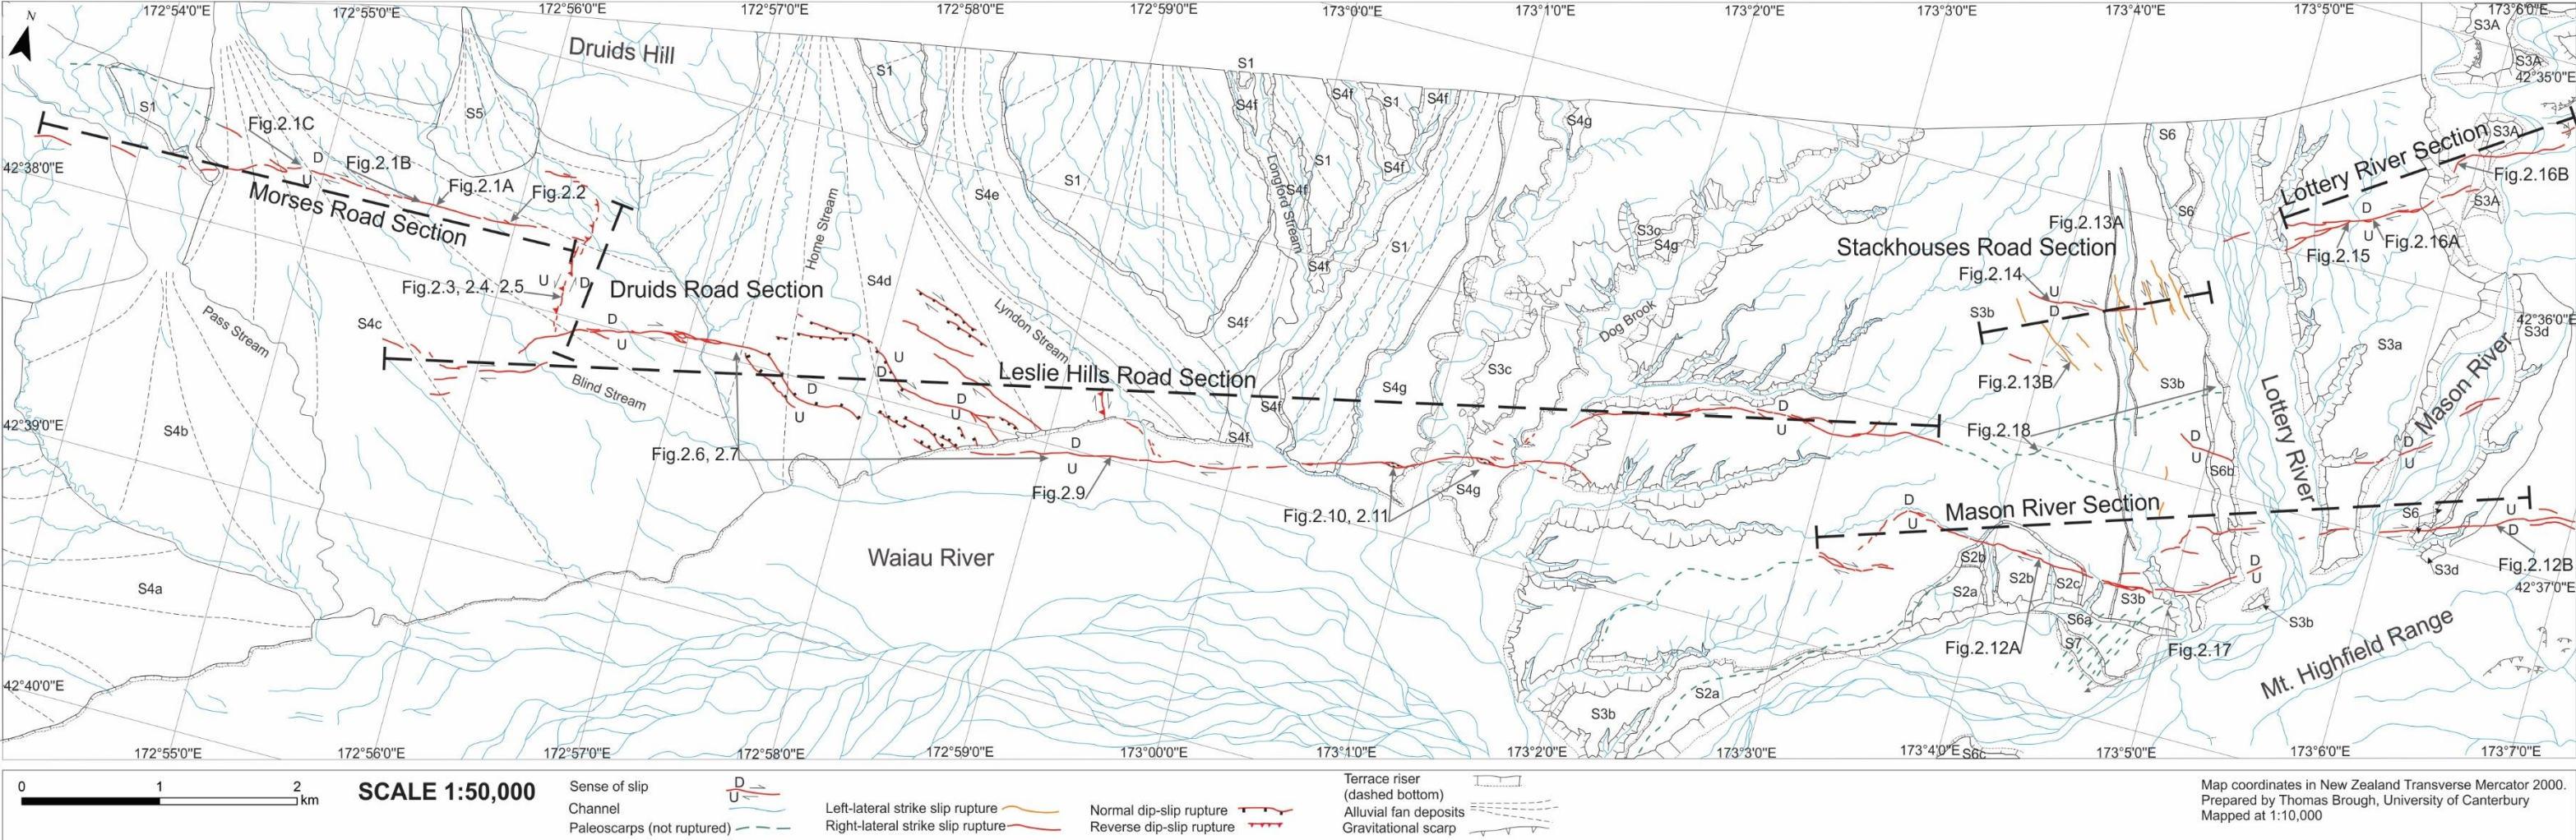 172°54'0"E
172°55'0"E
172°56'0"E
172°57'0"E
172°58'0"E
172°59'0"E
173°0'0"E
173°1'0"E
173°2'0"E
173°3'0"E
173°4'0"E
173°5'0"E
173°6'0"E
N
Druids Hill
S1
S5
S1
S1
S4f
S4f
S1
S4f
S4g
S3A
S3A
42°35'0"E
Fig.2.1C
D
U
Fig.2.1B
Fig.2.1A
Fig.2.2
42°38'0"E
Morses Road Section
Home Stream
S4e
S1
Longford Stream
S1
S4f
S4f
S1
S4f
S3c
S4g
S6
S6
Lottery River Section
S3A
Fig.2.16B
S3A
D
U
Fig.2.16A
Fig.2.15
Fig.2.13A
Stackhouses Road Section
Fig.2.14
U
D
S3b
Fig.2.13B
Fig.2.3, 2.4. 2.5
U
D
Druids Road Section
S4d
Pass Stream
S4c
D
U
Lyndon Stream
S4f
Dog Brook
S3c
S3b
S3a
42°36'0"E
S3d
Mason River
Lottery River
Leslie Hills Road Section
Blind Stream
U
D
D
U
D
U
S4f
S4g
D
U
Fig.2.18
42°39'0"E
S4b
Fig.2.6, 2.7
S4f
D
U
Fig.2.9
S4g
Fig.2.10, 2.11
D
U
S6b
D
U
Mason River Section
D
U
S6
U
D
Fig.2.12B
S3d
42°37'0"E
Waiau River
S4a
S2b
S2a
S2b
S2c
S3b
D
U
S3b
S6a
S7
Fig.2.12A
Fig.2.17
Mt. Highfield Range
42°40'0"E
S2a
S3b
S6c
172°55'0"E
172°56'0"E
172°57'0"E
172°58'0"E
172°59'0"E
173°00'0"E
173°1'0"E
173°2'0"E
173°3'0"E
173°4'0"E
173°5'0"E
173°6'0"E
173°7'0"E
0
1
2
km
SCALE 1:50,000
Sense of slip
D
U
Channel
Paleoscarps (not ruptured)
Left-lateral strike slip rupture
Right-lateral strike slip rupture
Normal dip-slip rupture
Reverse dip-slip rupture
Terrace riser
(dashed bottom)
Alluvial fan deposits
Gravitational scarp
Map coordinates in New Zealand Transverse Mercator 2000.
Prepared by Thomas Brough, University of Canterbury
Mapped at 1:10,000